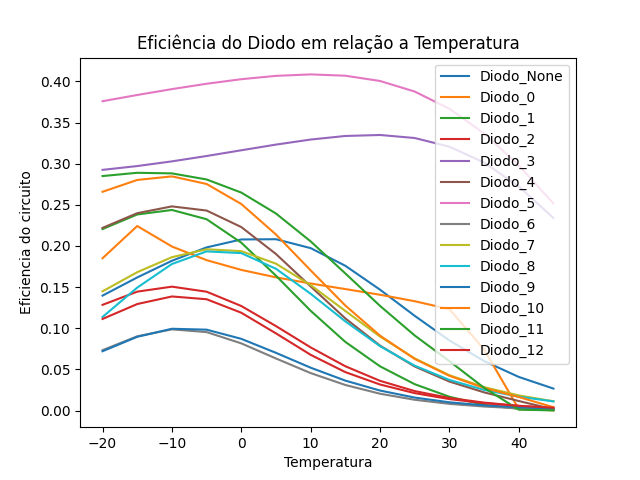 Eficiência do Diodo em relação a Temperatura
Eficiencia do circuito
0.40
0.35
0.30
0.25
0.20
0.15
0.10
0.05
0.00
Diodo_None
Diodo_0
Diodo_1
Diodo_2
Diodo_3
Diodo_4
Diodo_5
Diodo_6
Diodo_7
Diodo_8
Diodo_9
Diodo_10
Diodo_11
Diodo_12
−20 −10 0 10 20 30 40
Temperatura